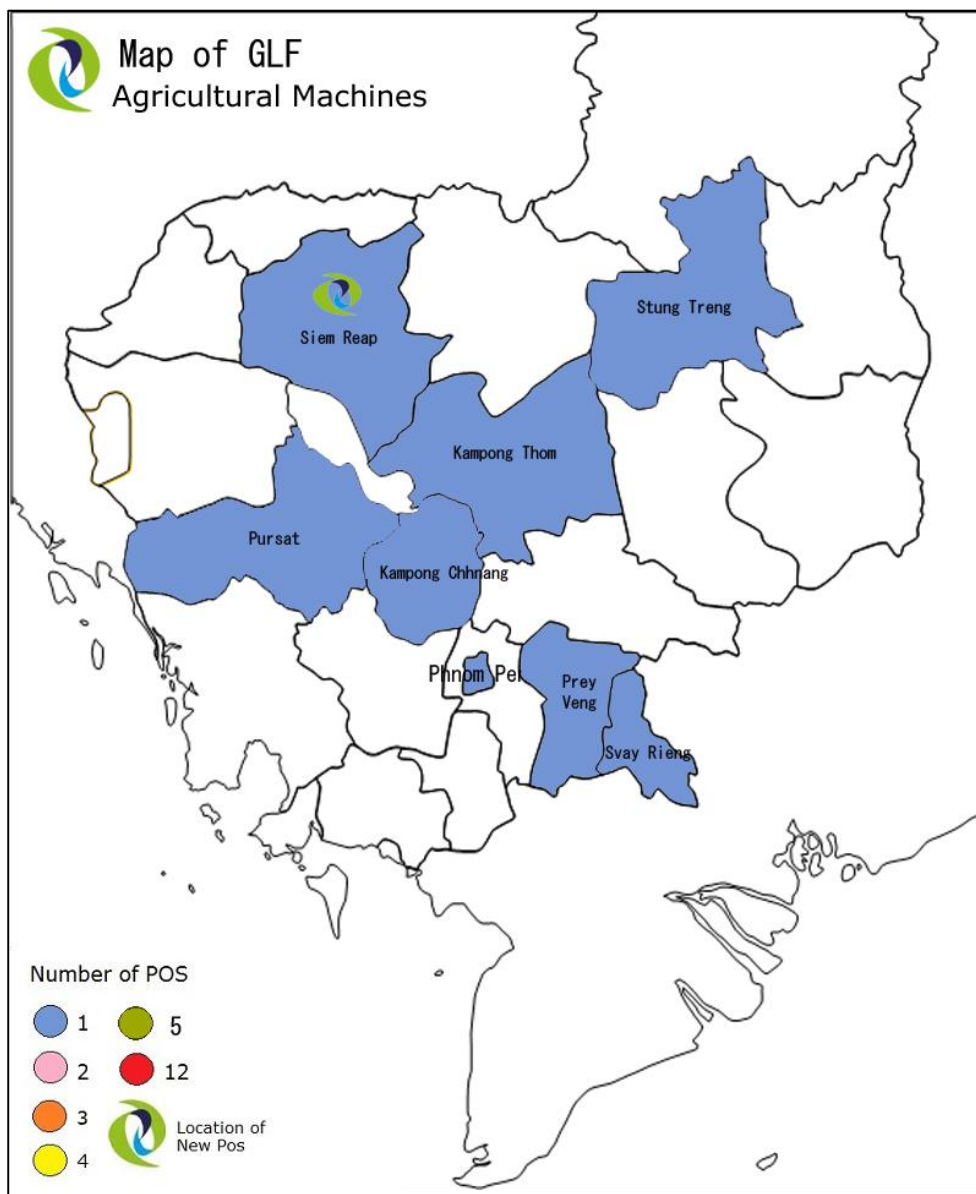 Map of GLF
Agricultural Machines
Siem Reap
Stung Treng
Kampong Thom
Pursat
Kampong Chhnang
Phnom Pe
Prey
Veng
Svay Rieng
Number of POS
1
5
2
12
3
4
Location of
New Pos